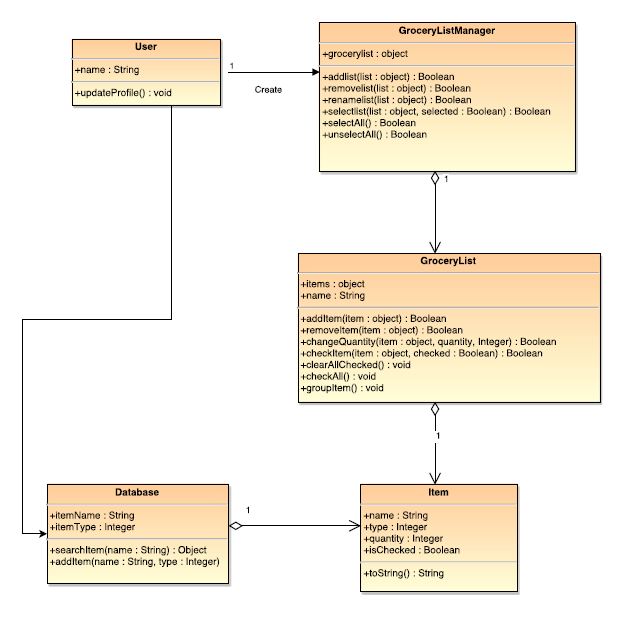 User
+name : String
+updateProfile() : void
1
Create
GroceryListManager
+grocerylist : object
+addlist(list : object) : Boolean
+removelist(list : object) : Boolean
+renamelist(list : object) : Boolean
+selectlist(list : object, selected : Boolean) : Boolean
+selectAll() : Boolean
+unselectAll() : Boolean
1
GroceryList
+items : object
+name : String
+addItem(item : object) : Boolean
+removeItem(item : object) : Boolean
+changeQuantity(item : object, quantity, Integer) : Boolean
+checkItem(item : object, checked : Boolean) : Boolean
+clearAllChecked() : void
+checkAll() : void
+groupItem() : void
1
Database
+itemName : String
+itemType : Integer
+searchItem(name : String) : Object
+addItem(name : String, type : Integer)
1
Item
+name : String
+type : Integer
+quantity : Integer
+isChecked : Boolean
+toString() : String